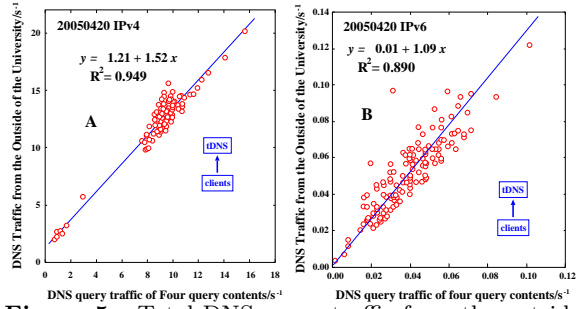 20050420 IPv4
y = 1.21 + 1.52 x
R2 = 0.949
A
tDNS
clients
20
15
10
5
0
0 2 4 6 8 10 12 14 16 18
DNS Traffic from the Outside of the University/s-1
DNS query traffic of Four query contents/s-1
20050420 IPv6
y = 0.01 + 1.09 x
R2 = 0.890
B
tDNS
clients
0.14
0.12
0.10
0.08
0.06
0.04
0.02
0.00
0.00 0.02 0.04 0.06 0.08 0.10 0.12
DNS Traffic from the Outside of the University/s-1
DNS query traffic of four query contents/s-1